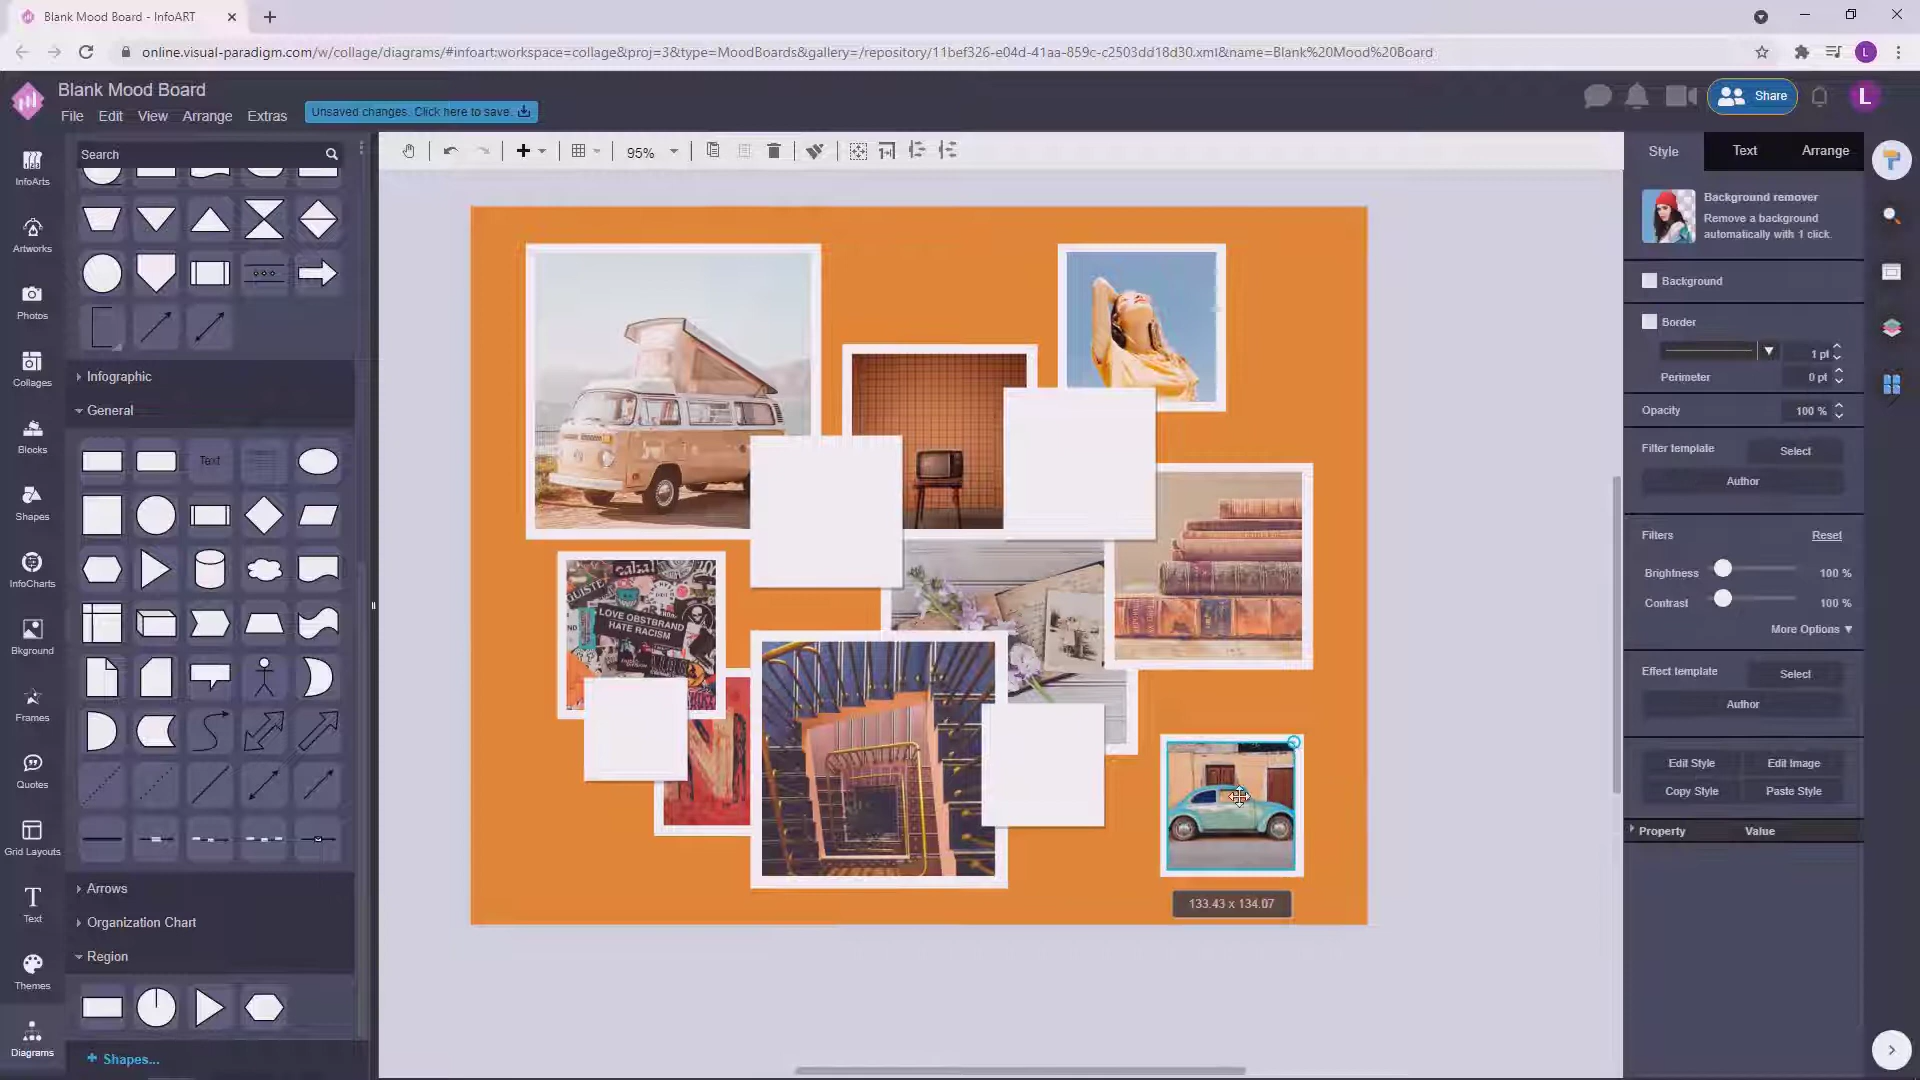 Blank Mood Board - InfoART
online.visual-paradigm.com/w/collage/diagrams/#infoart:workspace=collage&proj=3&type=MoodBoards&gallery=/repository/11bef326-e04d-41aa-859c-c2503dd18d30.xml&name=Blank%20Mood%20Board
L
Blank Mood Board
File Edit View Arrange Extras
Unsaved changes. Click here to save.
Share
L
InfoArts
Artworks
Photos
Collages
Blocks
Shapes
InfoCharts
Bkground
Frames
Quotes
Grid Layouts
Text
Themes
Diagrams
Search
Infographic
General
Text
Arrows
Organization Chart
Region
+ Shapes...
95%
LOVE OBSTBRAND
HATE RACISM
133.43 x 134.07
Style Text Arrange
Background remover
Remove a background
automatically with 1 click.
Background
Border
1 pt
Perimeter 0 pt
Opacity 100 %
Filter template Select
Author
Filters Reset
Brightness 100 %
Contrast 100 %
More Options ▼
Effect template Select
Author
Edit Style Edit Image
Copy Style Paste Style
Property Value